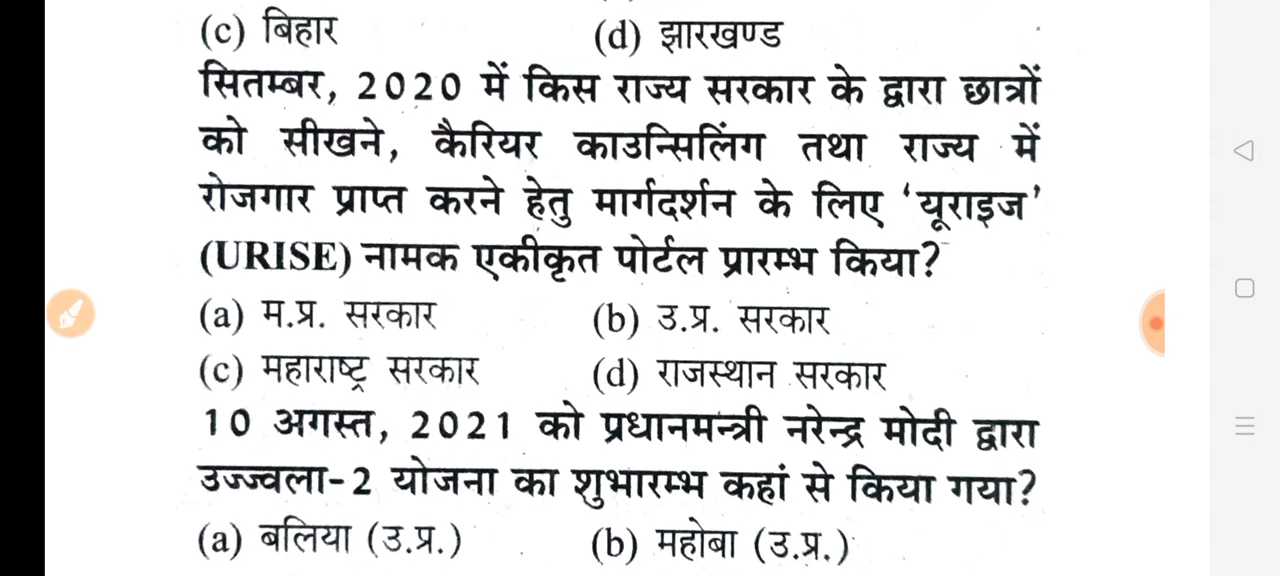 (c) बिहार (d) झारखण्ड
सितम्बर, 2020 में किस राज्य सरकार के द्वारा छात्रों
को सीखने, कैरियर काउन्सिलिंग तथा राज्य में
रोजगार प्राप्त करने हेतु मार्गदर्शन के लिए ‘यूराइज’
(URISE) नामक एकीकृत पोर्टल प्रारम्भ किया?
(a) म.प्र. सरकार (b) उ.प्र. सरकार
(c) महाराष्ट्र सरकार (d) राजस्थान सरकार
10 अगस्त, 2021 को प्रधानमन्त्री नरेन्द्र मोदी द्वारा
उज्ज्वला-2 योजना का शुभारम्भ कहां से किया गया?
(a) बलिया (उ.प्र.) (b) महोबा (उ.प्र.)